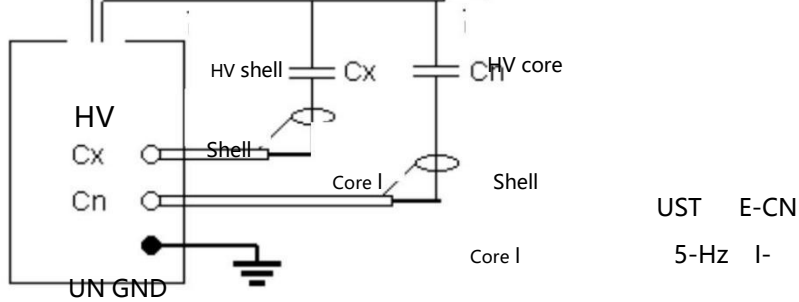 HV shell Cx Cn HV core
HV
Cx Shell
Core l Shell
Cn
UST E-CN
Core l 5-Hz I-
UN GND